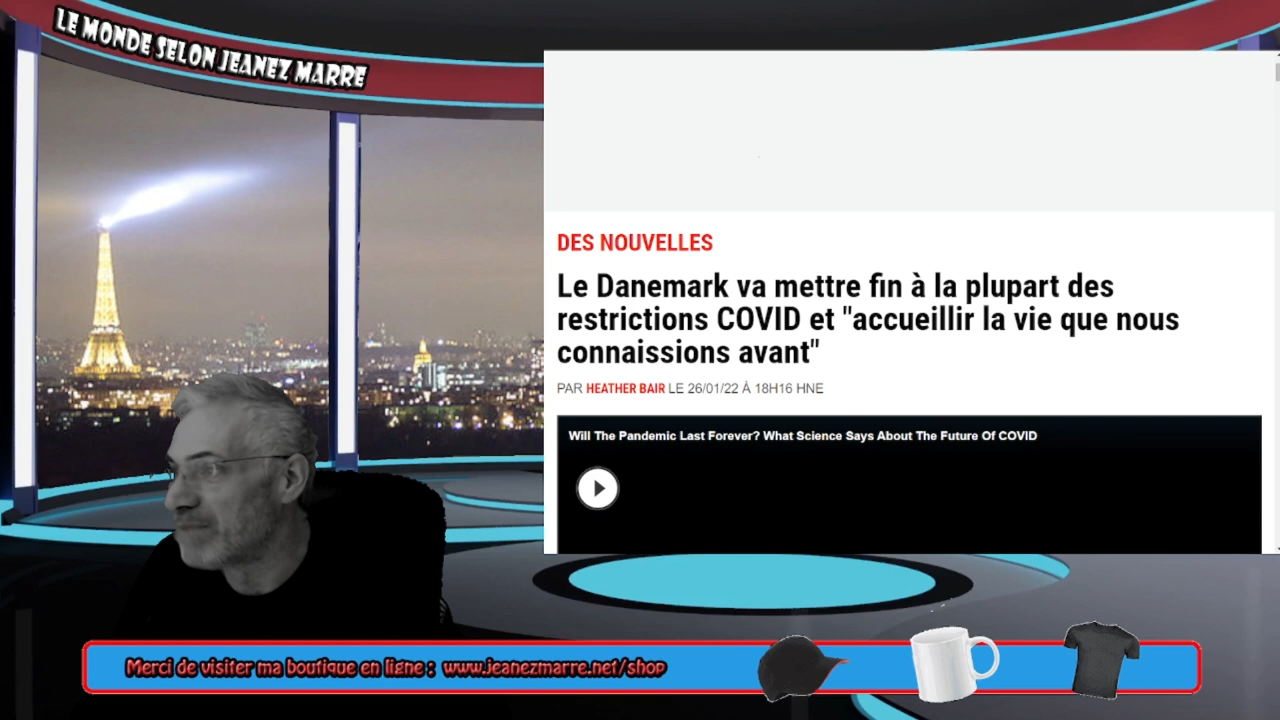 LE MONDE SELON JEANEZ MARRE
DES NOUVELLES
Le Danemark va mettre fin à la plupart des
restrictions COVID et "accueillir la vie que nous
connaissions avant"
PAR HEATHER BAIR LE 26/01/22 À 18H16 HNE
Will The Pandemic Last Forever? What Science Says About The Future Of COVID
Merci de visiter ma boutique en ligne : www.jeanezmarre.net/shop